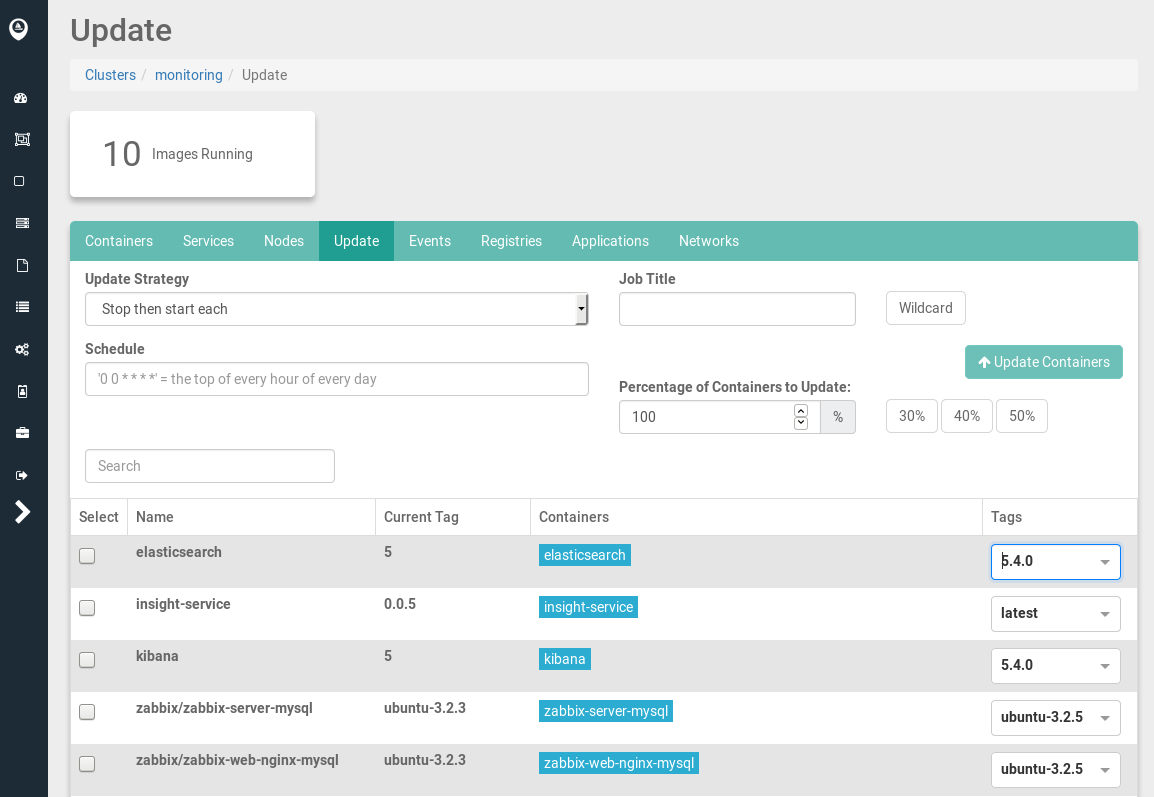 Update
Clusters / monitoring / Update
10 Images Running
Containers Services Nodes Update Events Registries Applications Networks
Update Strategy
Stop then start each
Job Title
Wildcard
Schedule
'0 0 * * * *' = the top of every hour of every day
Update Containers
Percentage of Containers to Update:
100 %
30% 40% 50%
Search
Select Name Current Tag Containers Tags
elasticsearch 5 elasticsearch 5.4.0
insight-service 0.0.5 insight-service latest
kibana 5 kibana 5.4.0
zabbix/zabbix-server-mysql ubuntu-3.2.3 zabbix-server-mysql ubuntu-3.2.5
zabbix/zabbix-web-nginx-mysql ubuntu-3.2.3 zabbix-web-nginx-mysql ubuntu-3.2.5